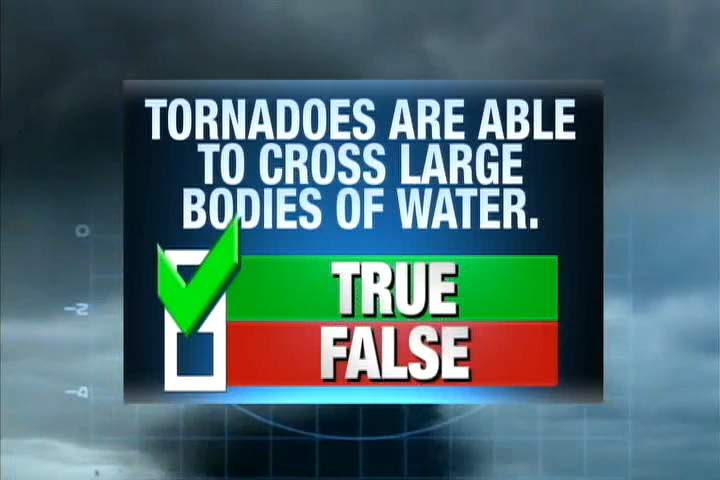 TORNADOES ARE ABLE
TO CROSS LARGE
BODIES OF WATER.
TRUE
FALSE